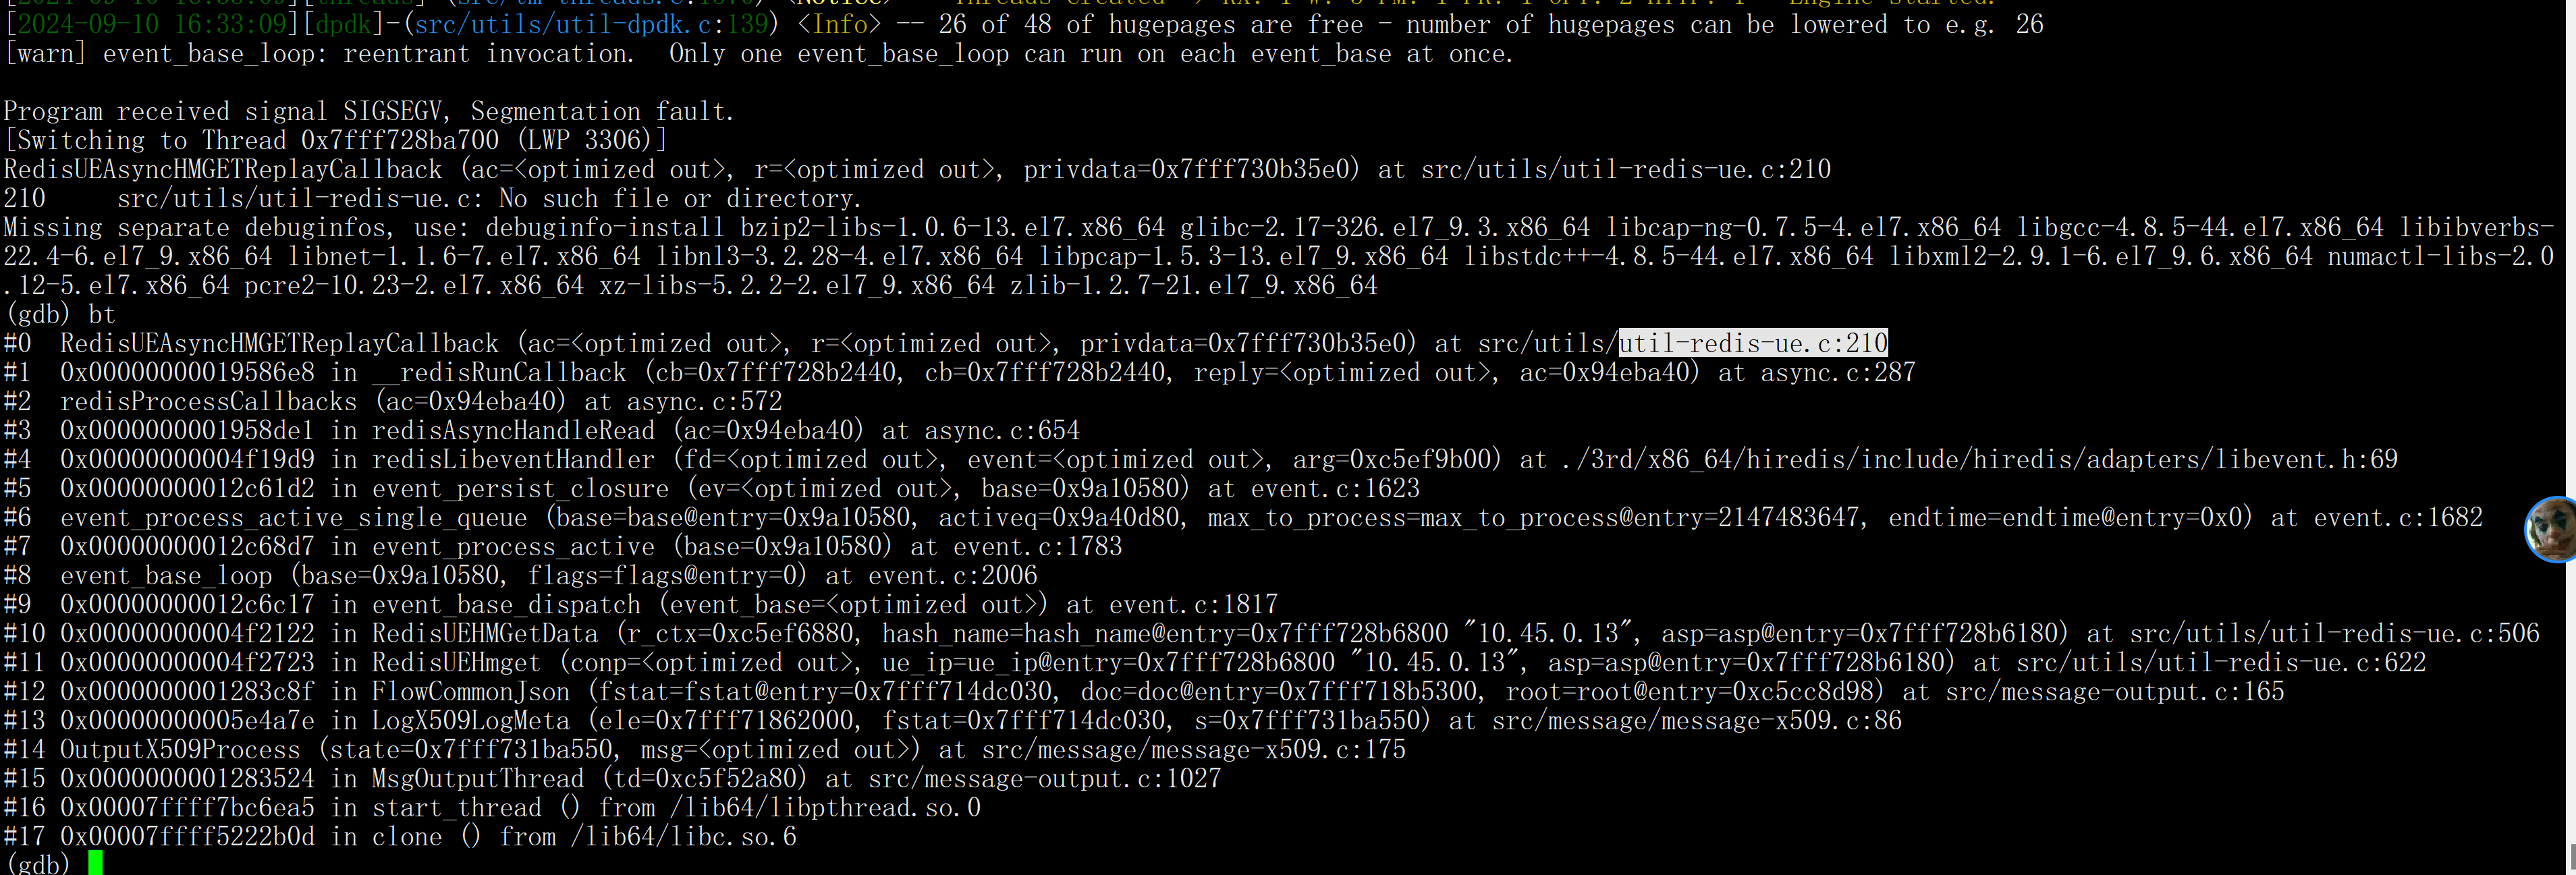 [2024-09-10 16:33:09][threads]-(src/tm-threads.c:1370) <Notice> -- Threads created -> RX: 1 W: 3 FM: 1 FR: 1 Engine started.
[2024-09-10 16:33:09][dpdk]-(src/utils/util-dpdk.c:139) <Info> -- 26 of 48 of hugepages are free - number of hugepages can be lowered to e.g. 26
[warn] event_base_loop: reentrant invocation.  Only one event_base_loop can run on each event_base at once.
Program received signal SIGSEGV, Segmentation fault.
[Switching to Thread 0x7fff728ba700 (LWP 3306)]
RedisUEAsyncHMGETReplayCallback (ac=<optimized out>, r=<optimized out>, privdata=0x7fff730b35e0) at src/utils/util-redis-ue.c:210
210     src/utils/util-redis-ue.c: No such file or directory.
Missing separate debuginfos, use: debuginfo-install bzip2-libs-1.0.6-13.el7.x86_64 glibc-2.17-326.el7_9.3.x86_64 libcap-ng-0.7.5-4.el7.x86_64 libgcc-4.8.5-44.el7.x86_64 libibverbs-
22.4-6.el7_9.x86_64 libnet-1.1.6-7.el7.x86_64 libnl3-3.2.28-4.el7.x86_64 libpcap-1.5.3-13.el7_9.x86_64 libstdc++-4.8.5-44.el7.x86_64 libxml2-2.9.1-6.el7_9.6.x86_64 numactl-libs-2.0
.12-5.el7.x86_64 pcre2-10.23-2.el7.x86_64 xz-libs-5.2.2-2.el7_9.x86_64 zlib-1.2.7-21.el7_9.x86_64
(gdb) bt
#0  RedisUEAsyncHMGETReplayCallback (ac=<optimized out>, r=<optimized out>, privdata=0x7fff730b35e0) at src/utils/util-redis-ue.c:210
#1  0x00000000019586e8 in __redisRunCallback (cb=0x7fff728b2440, cb=0x7fff728b2440, reply=<optimized out>, ac=0x94eba40) at async.c:287
#2  redisProcessCallbacks (ac=0x94eba40) at async.c:572
#3  0x0000000001958de1 in redisAsyncHandleRead (ac=0x94eba40) at async.c:654
#4  0x00000000004f19d9 in redisLibeventHandler (fd=<optimized out>, event=<optimized out>, arg=0xc5ef9b00) at ./3rd/x86_64/hiredis/include/hiredis/adapters/libevent.h:69
#5  0x00000000012c61d2 in event_persist_closure (ev=<optimized out>, base=0x9a10580) at event.c:1623
#6  event_process_active_single_queue (base=base@entry=0x9a10580, activeq=0x9a40d80, max_to_process=max_to_process@entry=2147483647, endtime=endtime@entry=0x0) at event.c:1682
#7  0x00000000012c68d7 in event_process_active (base=0x9a10580) at event.c:1783
#8  event_base_loop (base=0x9a10580, flags=flags@entry=0) at event.c:2006
#9  0x00000000012c6c17 in event_base_dispatch (event_base=<optimized out>) at event.c:1817
#10 0x00000000004f2122 in RedisUEHMGetData (r_ctx=0xc5ef6880, hash_name=hash_name@entry=0x7fff728b6800 "10.45.0.13", asp=asp@entry=0x7fff728b6180) at src/utils/util-redis-ue.c:506
#11 0x00000000004f2723 in RedisUEHmget (conp=<optimized out>, ue_ip=ue_ip@entry=0x7fff728b6800 "10.45.0.13", asp=asp@entry=0x7fff728b6180) at src/utils/util-redis-ue.c:622
#12 0x0000000001283c8f in FlowCommonJson (fstat=fstat@entry=0x7fff714dc030, doc=doc@entry=0x7fff718b5300, root=root@entry=0xc5cc8d98) at src/message-output.c:165
#13 0x00000000005e4a7e in LogX509LogMeta (ele=0x7fff71862000, fstat=0x7fff714dc030, s=0x7fff731ba550) at src/message/message-x509.c:86
#14 OutputX509Process (state=0x7fff731ba550, msg=<optimized out>) at src/message/message-x509.c:175
#15 0x0000000001283524 in MsgOutputThread (td=0xc5f52a80) at src/message-output.c:1027
#16 0x00007ffff7bc6ea5 in start_thread () from /lib64/libpthread.so.0
#17 0x00007ffff5222b0d in clone () from /lib64/libc.so.6
(gdb)